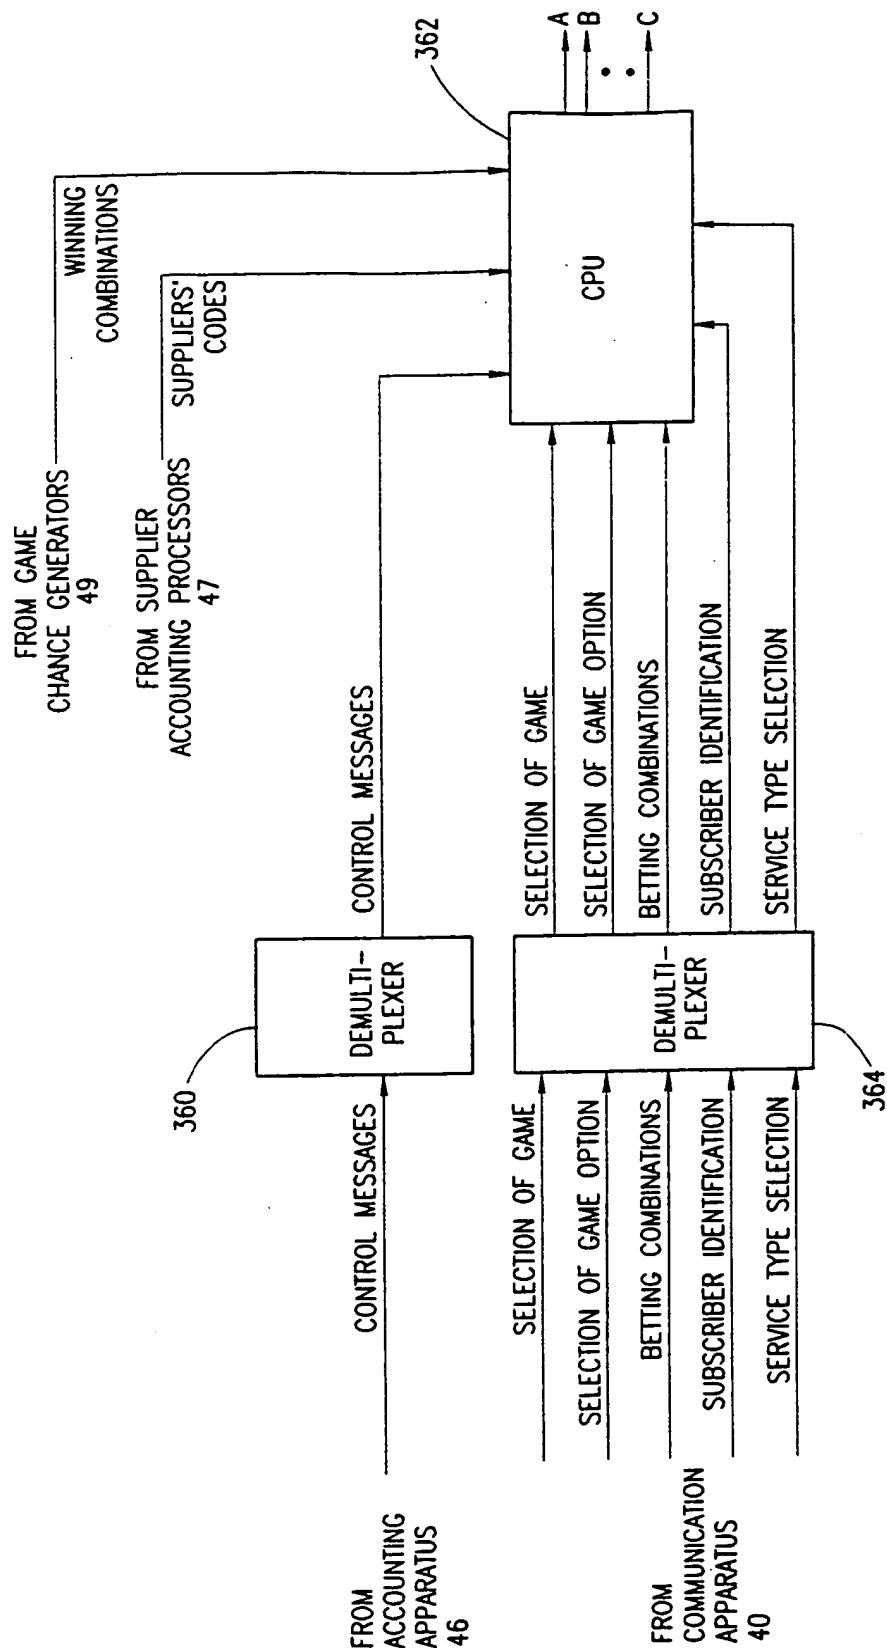 FROM GAME
CHANCE GENERATORS
49
WINNING
COMBINATIONS
FROM SUPPLIER
ACCOUNTING PROCESSORS
47
SUPPLIERS'
CODES
360
FROM
ACCOUNTING
APPARATUS
46
CONTROL MESSAGES
DEMULTI-
PLEXER
CONTROL MESSAGES
362
CPU
A
B
C
FROM
COMMUNICATION
APPARATUS
40
SELECTION OF GAME
SELECTION OF GAME OPTION
BETTING COMBINATIONS
SUBSCRIBER IDENTIFICATION
SERVICE TYPE SELECTION
DEMULTI-
PLEXER
364
SELECTION OF GAME
SELECTION OF GAME OPTION
BETTING COMBINATIONS
SUBSCRIBER IDENTIFICATION
SERVICE TYPE SELECTION